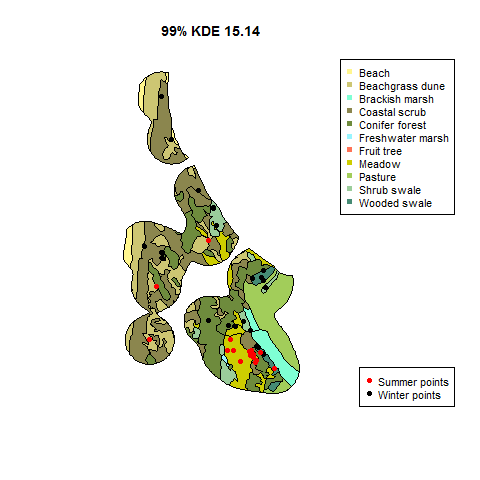 99% KDE 15.14
Beach
Beachgrass dune
Brackish marsh
Coastal scrub
Conifer forest
Freshwater marsh
Fruit tree
Meadow
Pasture
Shrub swale
Wooded swale
Summer points
Winter points